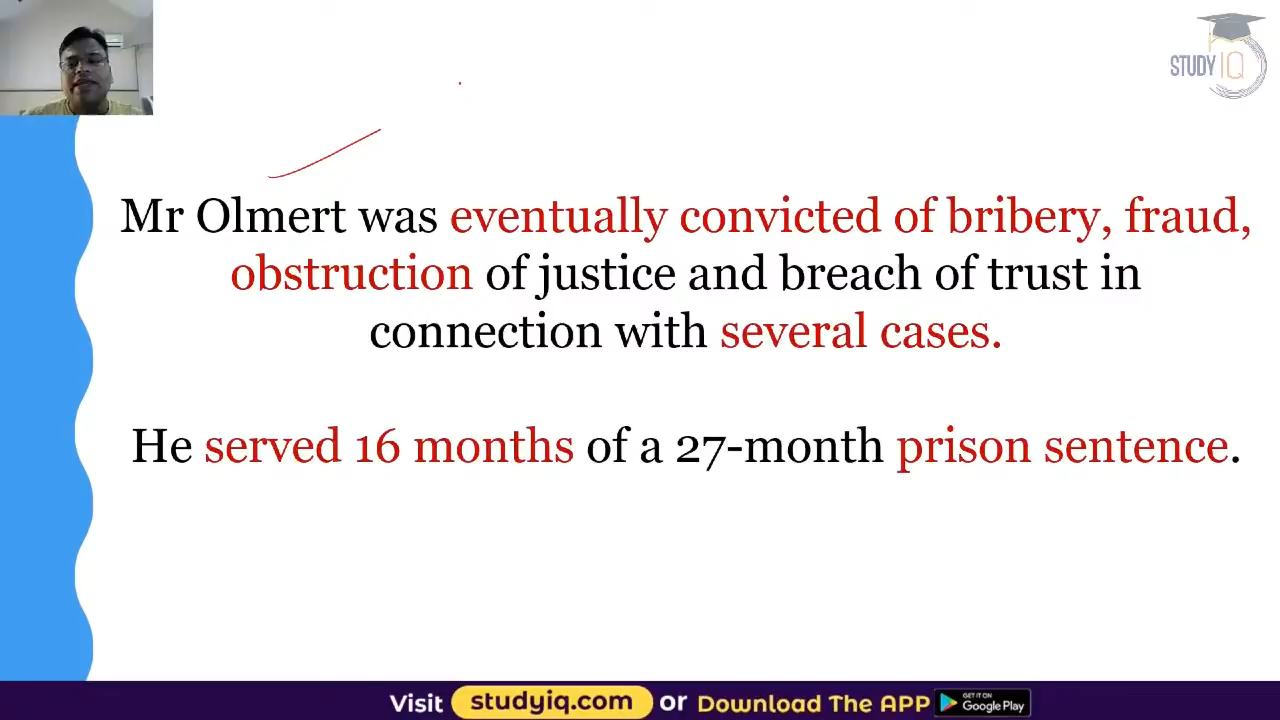 STUDY IQ
Mr Olmert was eventually convicted of bribery, fraud,
obstruction of justice and breach of trust in
connection with several cases.
He served 16 months of a 27-month prison sentence.
Visit studyiq.com or Download The APP GET IT ON Google Play